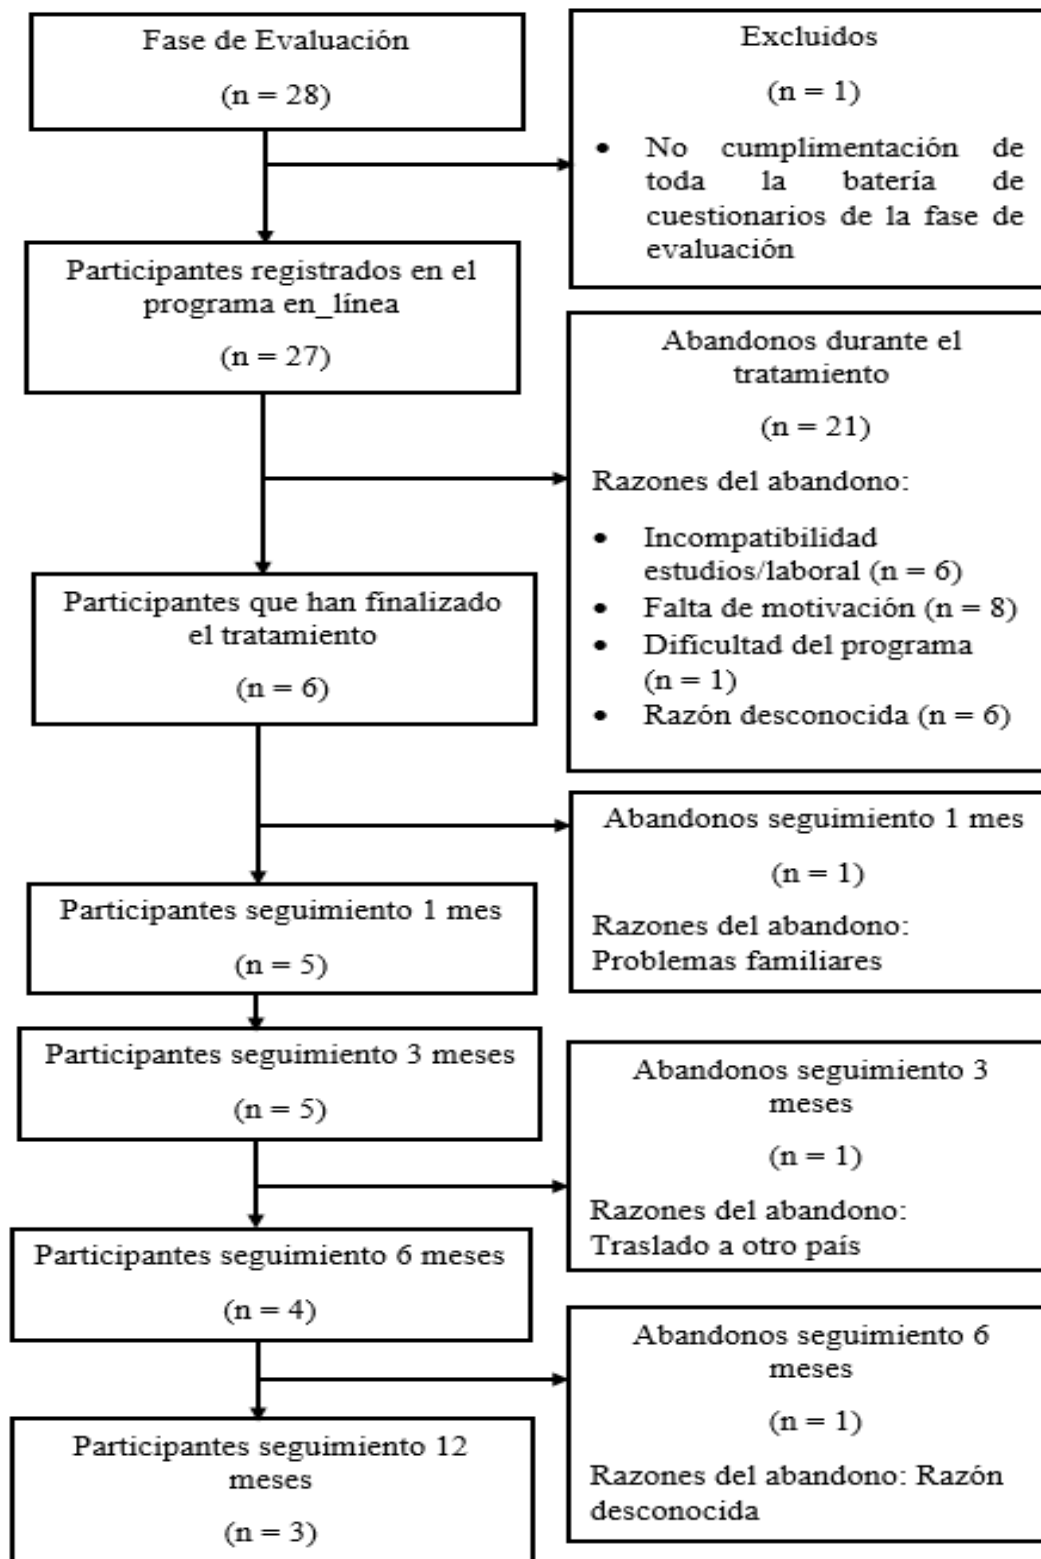 Fase de Evaluación
(n = 28)
Excluidos
(n = 1)
• No cumplimentación de
toda la batería de
cuestionarios de la fase de
evaluación
Participantes registrados en el
programa en_línea
(n = 27)
Abandonos durante el
tratamiento
(n = 21)
Razones del abandono:
• Incompatibilidad
estudios/laboral (n = 6)
• Falta de motivación (n = 8)
• Dificultad del programa
(n = 1)
• Razón desconocida (n = 6)
Participantes que han finalizado
el tratamiento
(n = 6)
Abandonos seguimiento 1 mes
(n = 1)
Razones del abandono:
Problemas familiares
Participantes seguimiento 1 mes
(n = 5)
Participantes seguimiento 3 meses
(n = 5)
Abandonos seguimiento 3
meses
(n = 1)
Razones del abandono:
Traslado a otro país
Participantes seguimiento 6 meses
(n = 4)
Abandonos seguimiento 6
meses
(n = 1)
Razones del abandono: Razón
desconocida
Participantes seguimiento 12
meses
(n = 3)